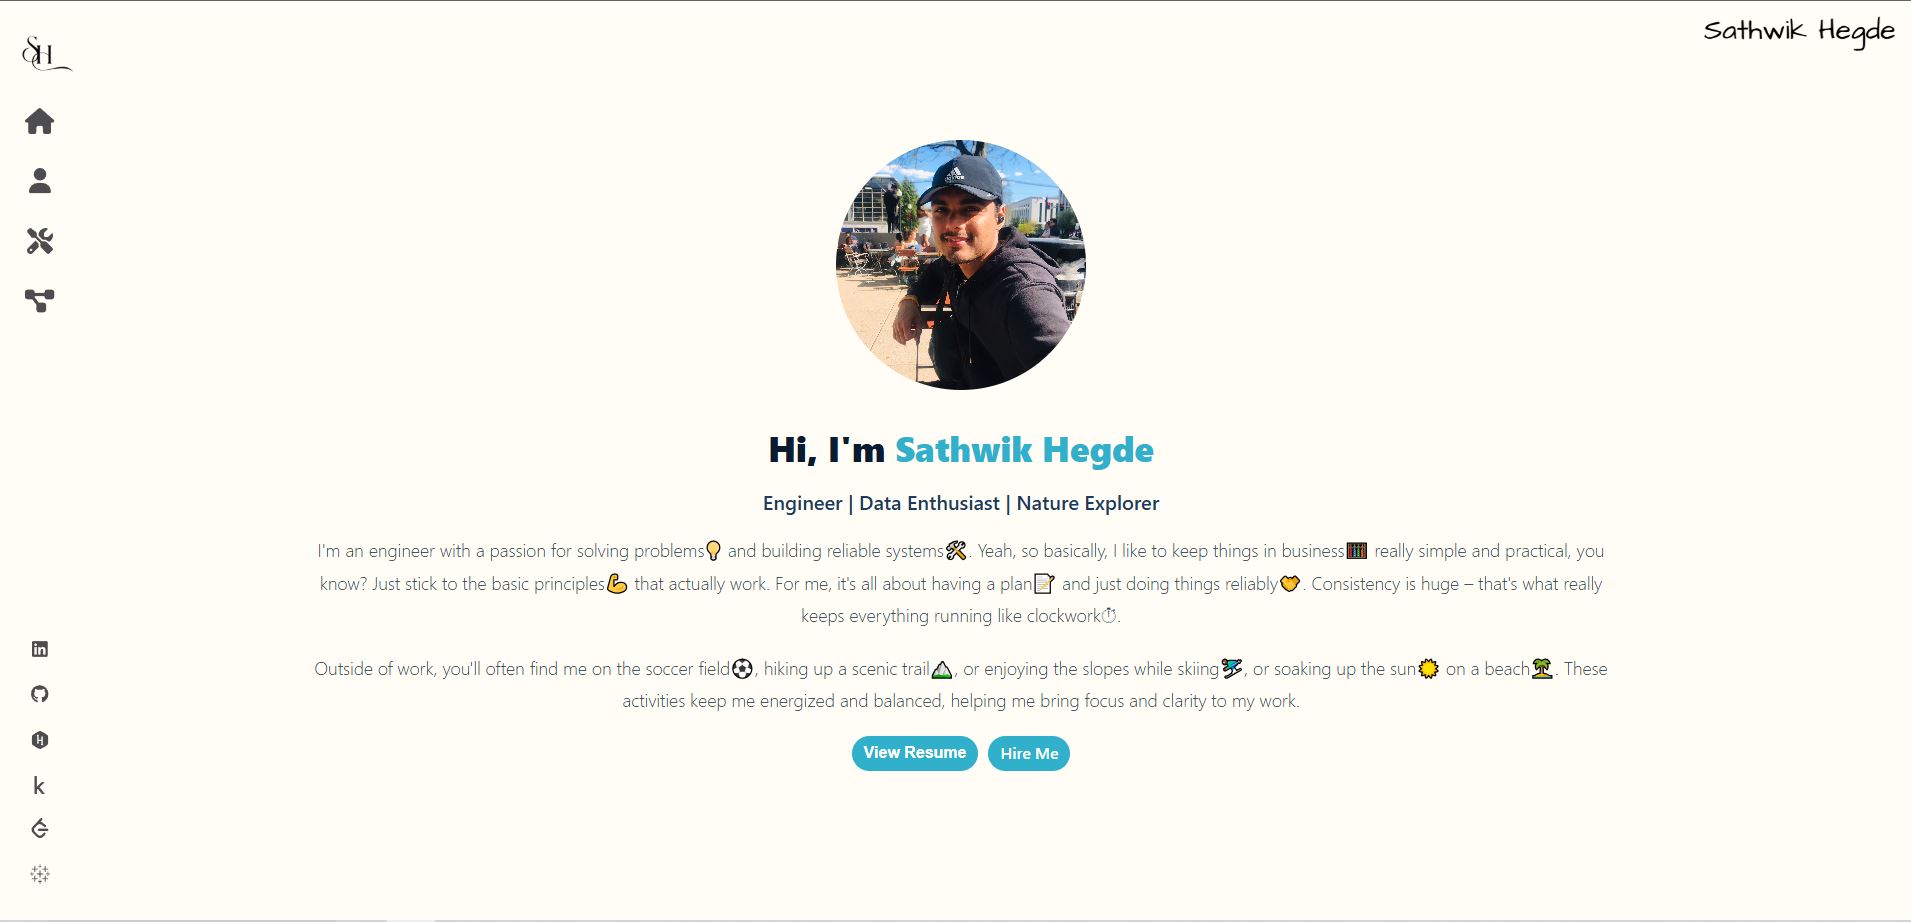 SH
Sathwik Hegde
Hi, I'm Sathwik Hegde
Engineer | Data Enthusiast | Nature Explorer
I'm an engineer with a passion for solving problems💡 and building reliable systems🛠. Yeah, so basically, I like to keep things in business🧮 really simple and practical, you
know? Just stick to the basic principles💪 that actually work. For me, it's all about having a plan📝 and just doing things reliably🤝. Consistency is huge – that's what really
keeps everything running like clockwork⏱.
Outside of work, you'll often find me on the soccer field⚽, hiking up a scenic trail⛰, or enjoying the slopes while skiing⛷, or soaking up the sun☀ on a beach🏝. These
activities keep me energized and balanced, helping me bring focus and clarity to my work.
View Resume Hire Me
in
H
k